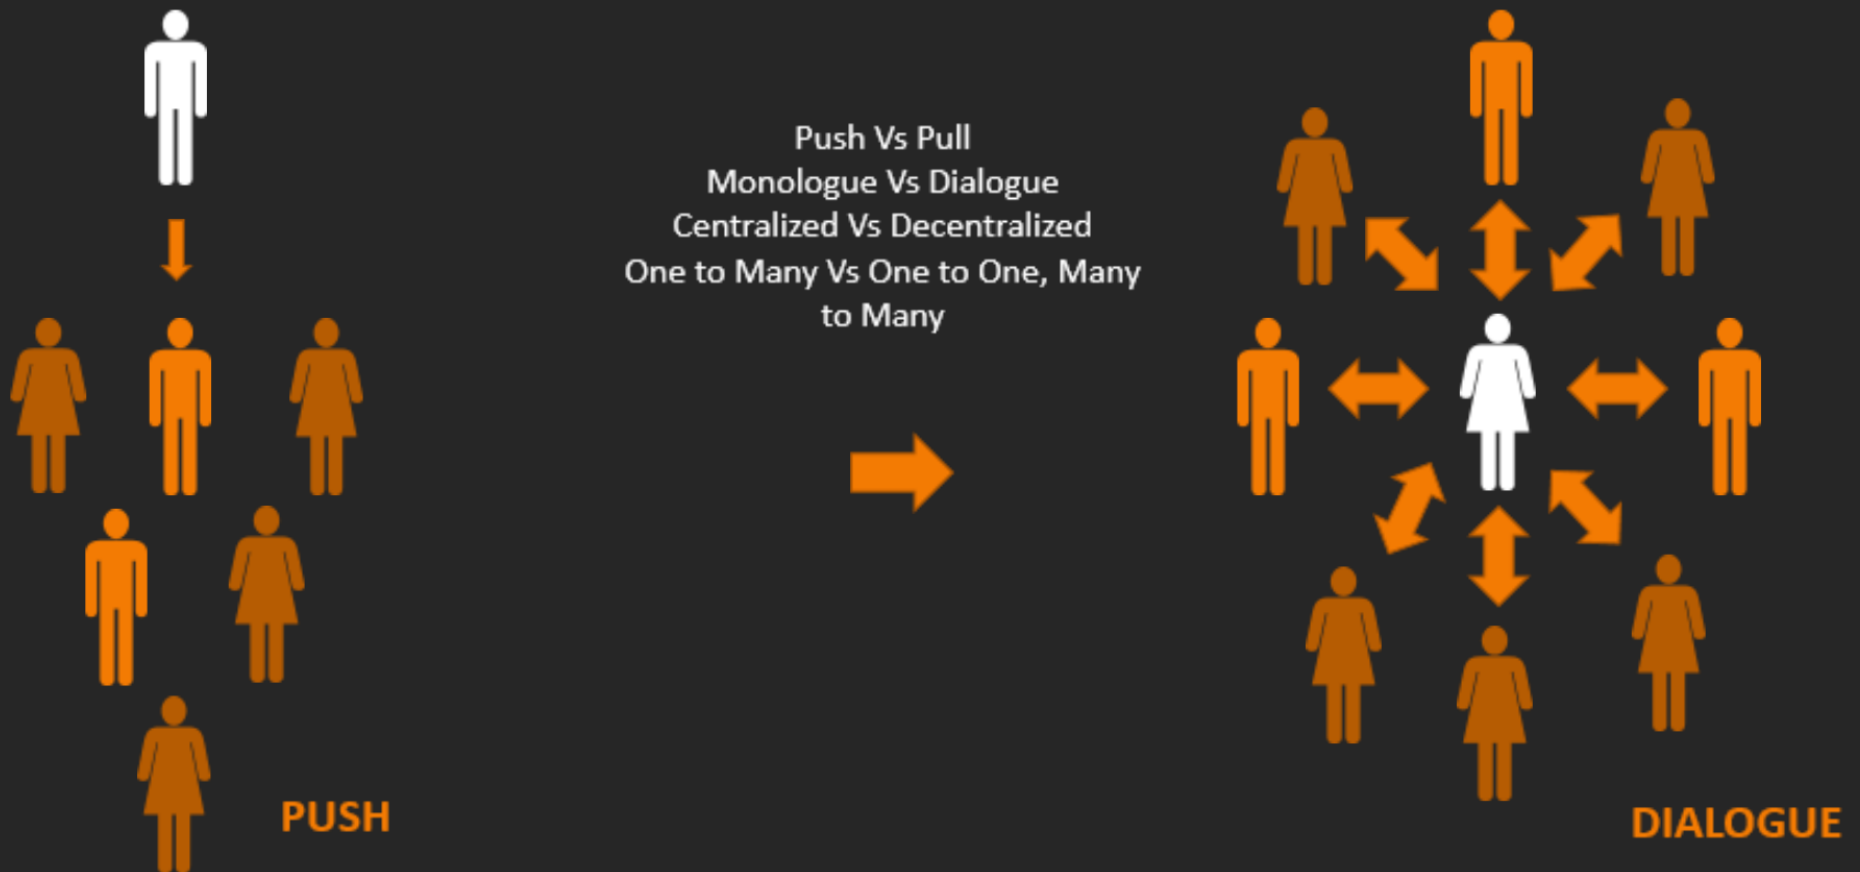 Push Vs Pull
Monologue Vs Dialogue
Centralized Vs Decentralized
One to Many Vs One to One, Many
to Many
PUSH
DIALOGUE